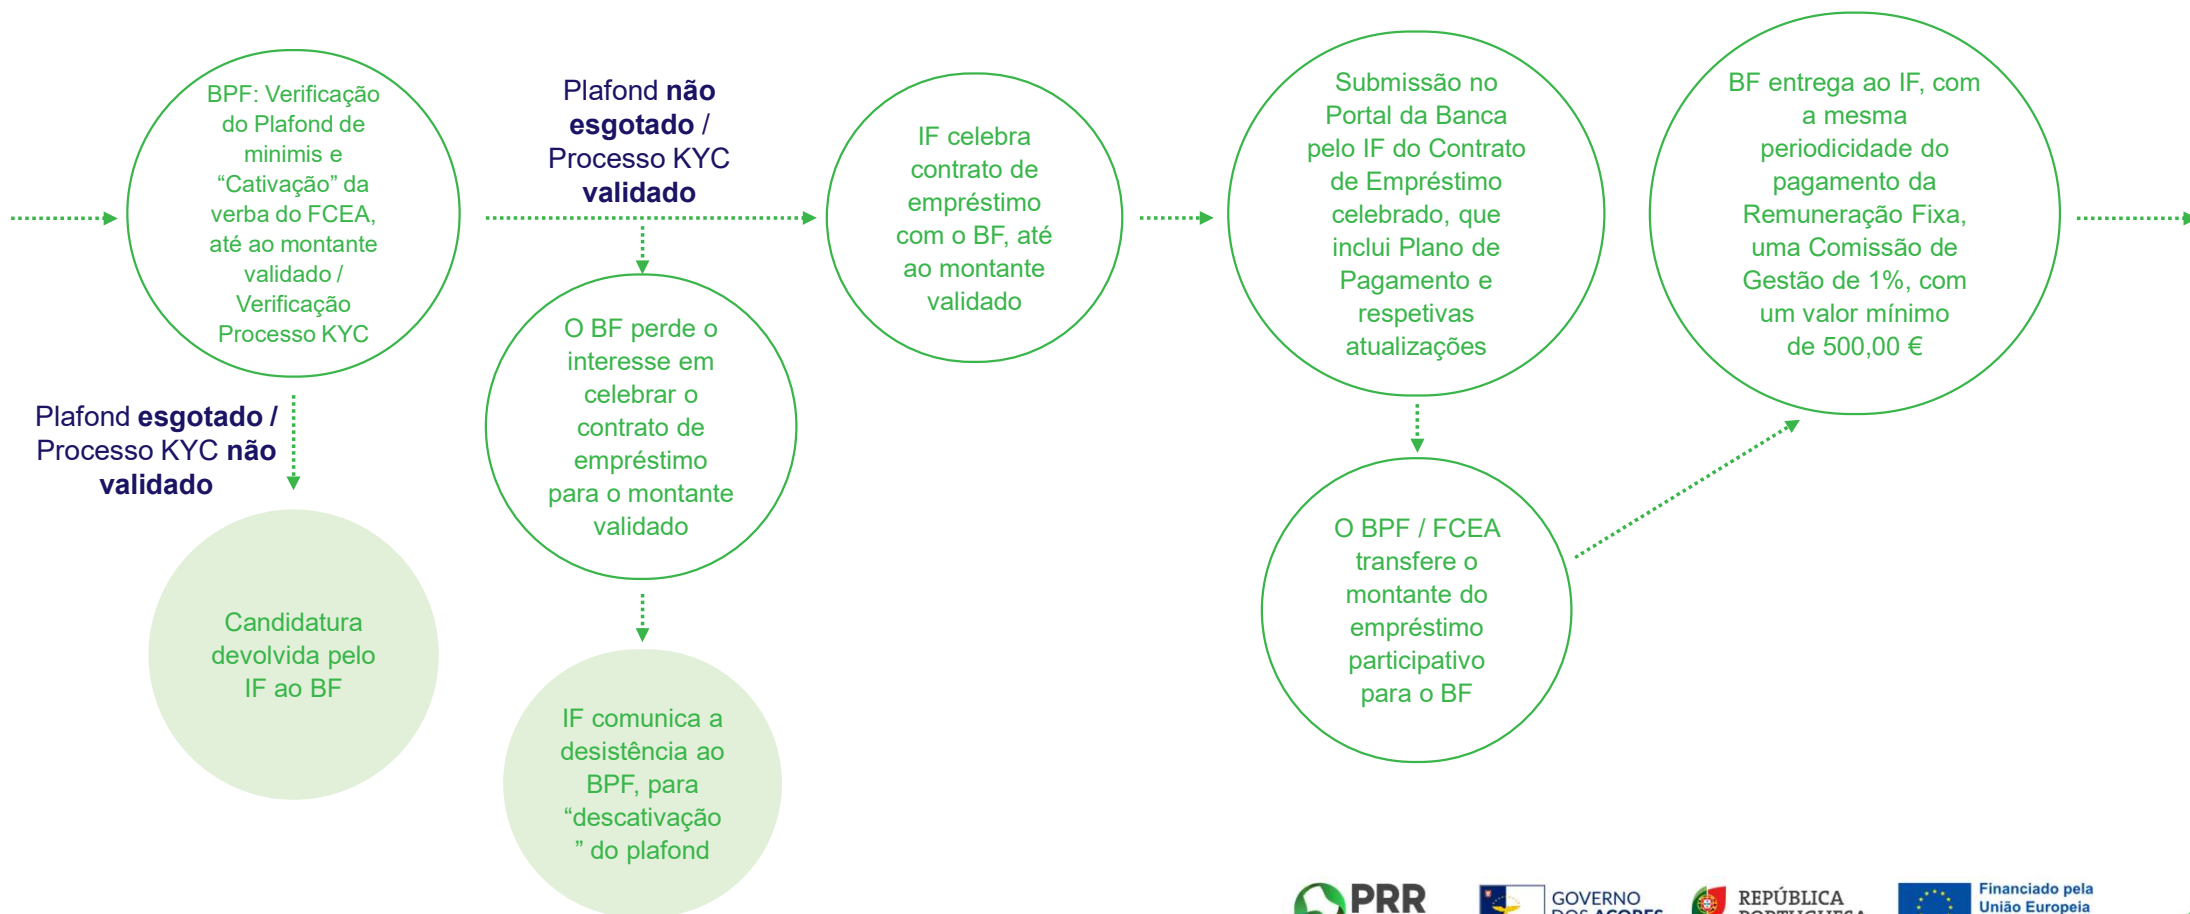 BPF: Verificação
do Plafond de
minimis e
“Cativação” da
verba do FCEA,
até ao montante
validado /
Verificação
Processo KYC
Plafond não
esgotado /
Processo KYC
validado
IF celebra
contrato de
empréstimo
com o BF, até
ao montante
validado
Submissão no
Portal da Banca
pelo IF do Contrato
de Empréstimo
celebrado, que
inclui Plano de
Pagamento e
respetivas
atualizações
BF entrega ao IF, com
a mesma
periodicidade do
pagamento da
Remuneração Fixa,
uma Comissão de
Gestão de 1%, com
um valor mínimo
de 500,00 €
Plafond esgotado /
Processo KYC não
validado
O BF perde o
interesse em
celebrar o
contrato de
empréstimo
para o montante
validado
O BPF / FCEA
transfere o
montante do
empréstimo
participativo
para o BF
Candidatura
devolvida pelo
IF ao BF
IF comunica a
desistência ao
BPF, para
“descativação
” do plafond
PRR
GOVERNO
DOS AÇORES
REPÚBLICA
PORTUGUESA
Financiado pela
União Europeia